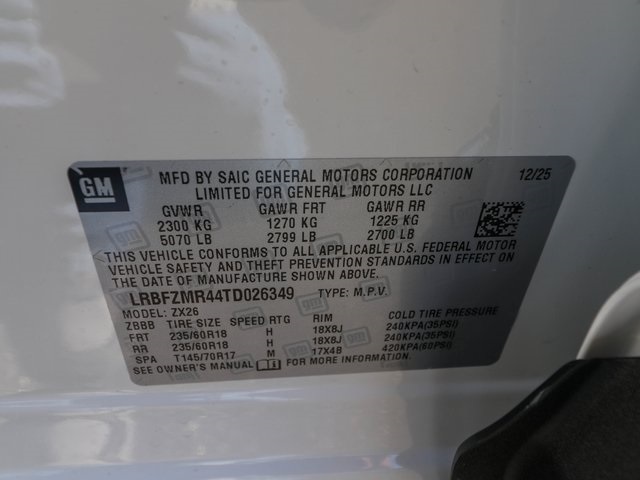 GM
MFD BY SAIC GENERAL MOTORS CORPORATION
LIMITED FOR GENERAL MOTORS LLC
12/25
GVWR GAWR FRT GAWR RR
2300 KG 1270 KG 1225 KG
5070 LB 2799 LB 2700 LB
THIS VEHICLE CONFORMS TO ALL APPLICABLE U.S. FEDERAL MOTOR
VEHICLE SAFETY AND THEFT PREVENTION STANDARDS IN EFFECT ON
THE DATE OF MANUFACTURE SHOWN ABOVE.
LRBFZMR44TD026349 TYPE: M.P.V.
MODEL: ZX26
ZBBB TIRE SIZE SPEED RTG RIM COLD TIRE PRESSURE
FRT 235/60R18 H 18X8J 240KPA(35PSI)
RR 235/60R18 H 18X8J 240KPA(35PSI)
SPA T145/70R17 M 17X4B 420KPA(60PSI)
SEE OWNER'S MANUAL FOR MORE INFORMATION.